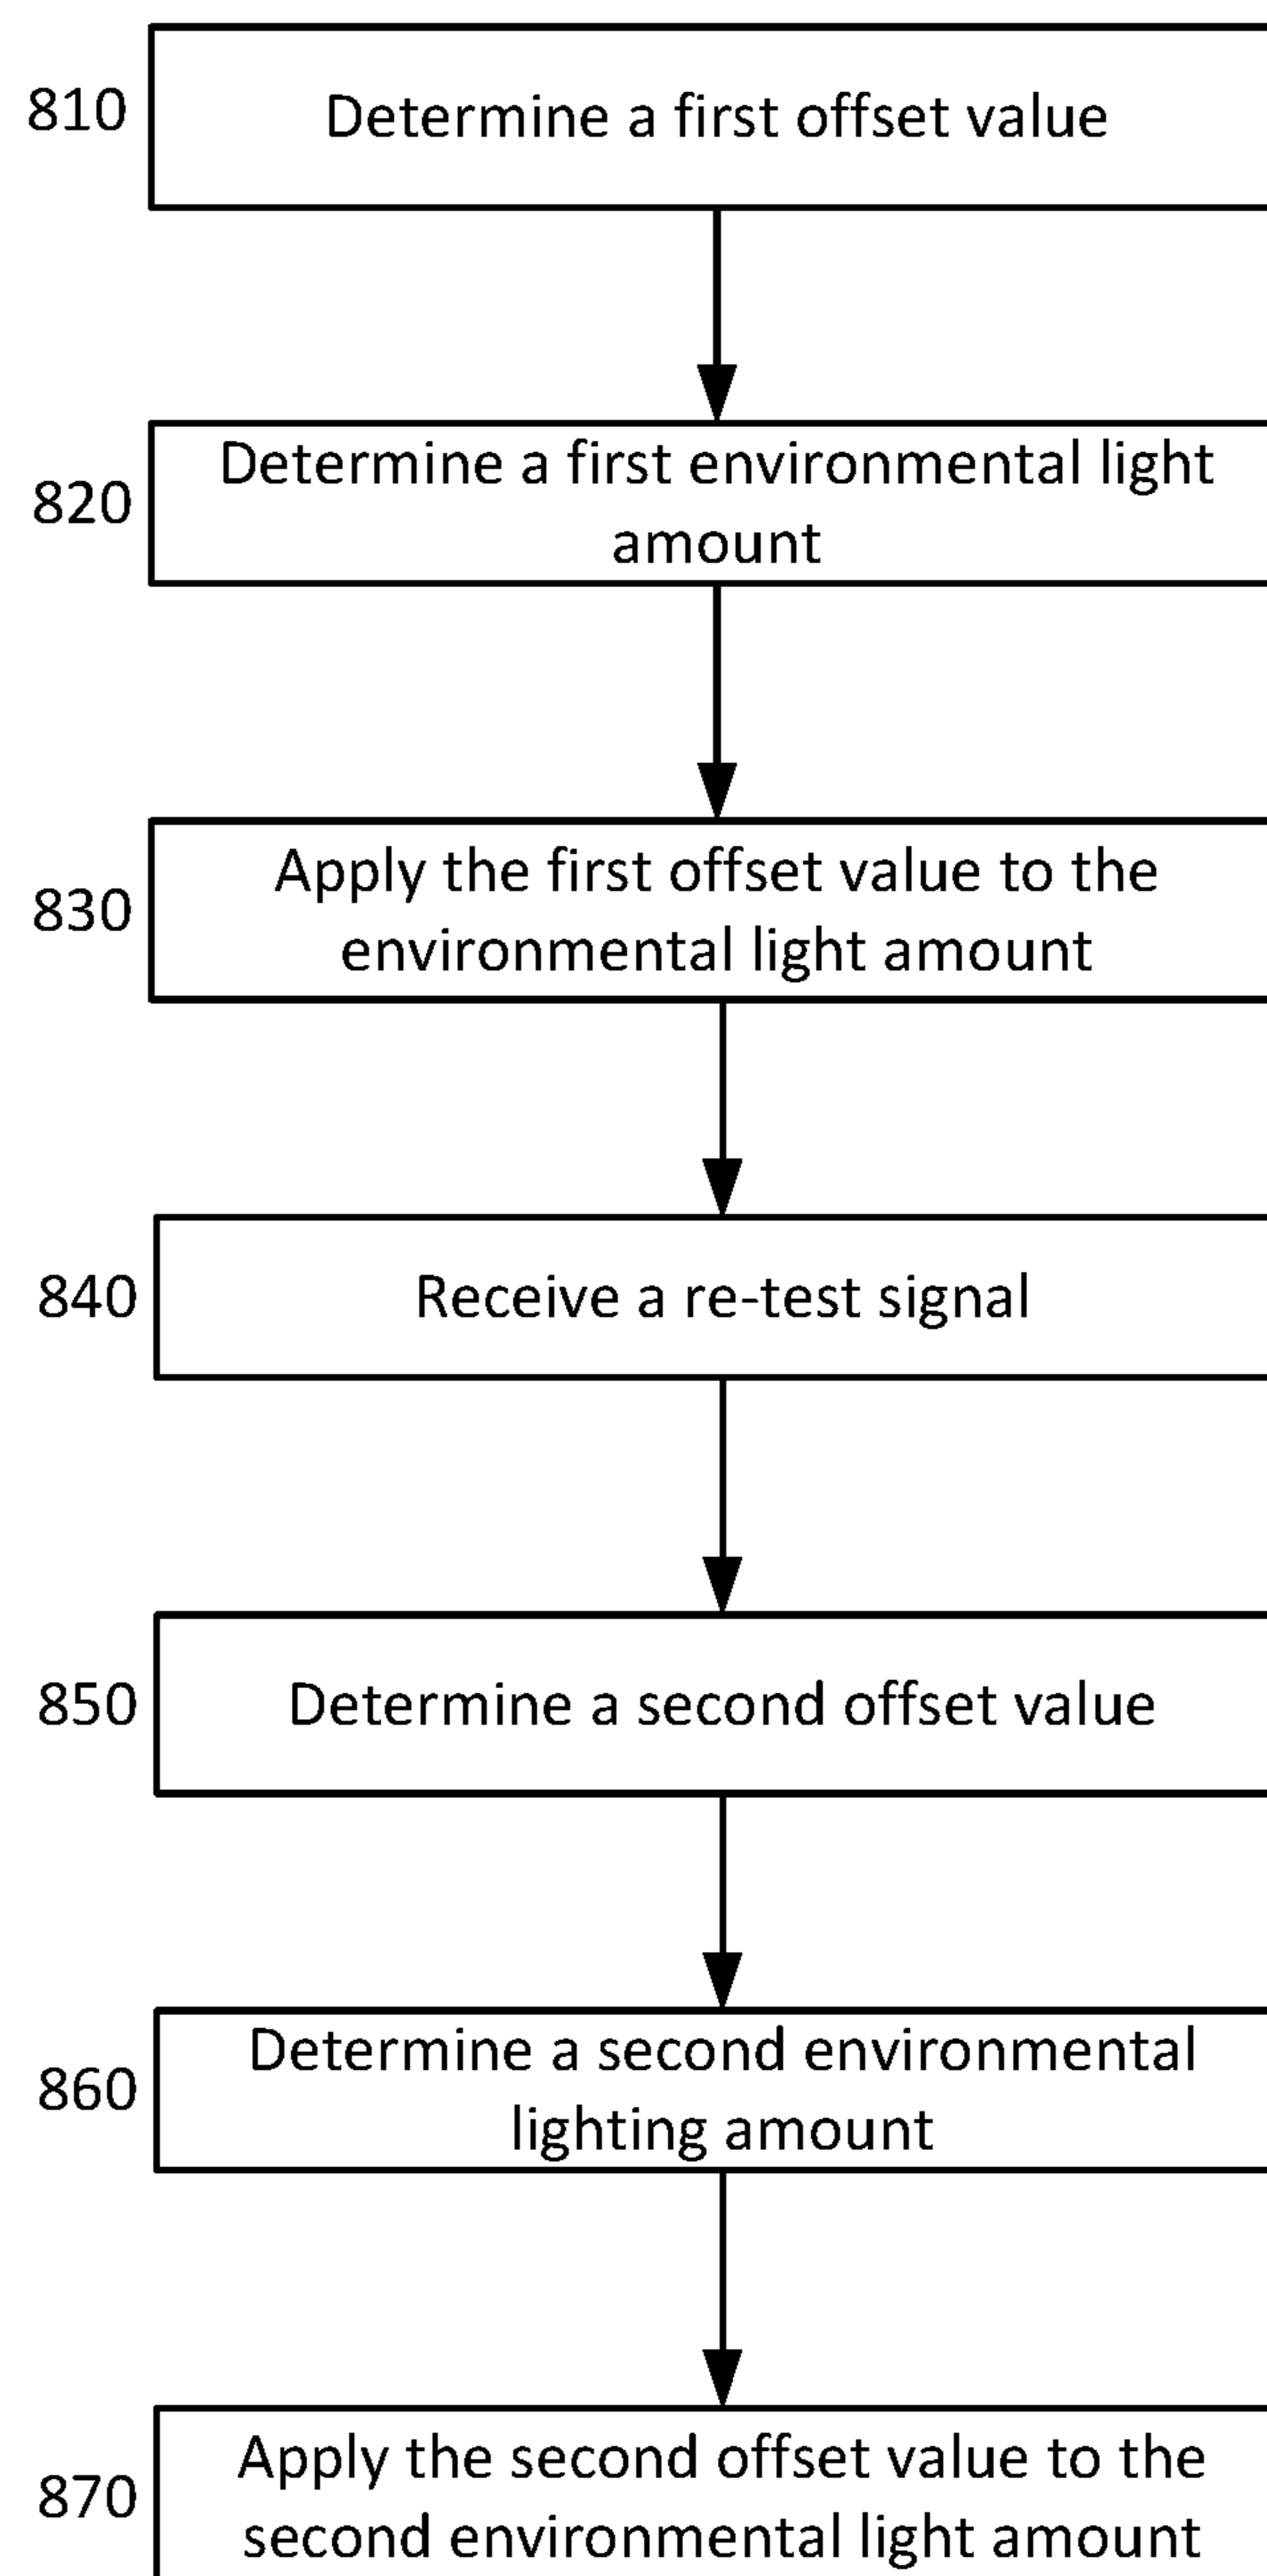 810
Determine a first offset value
820
Determine a first environmental light
amount
830
Apply the first offset value to the
environmental light amount
840
Receive a re-test signal
850
Determine a second offset value
860
Determine a second environmental
lighting amount
870
Apply the second offset value to the
second environmental light amount